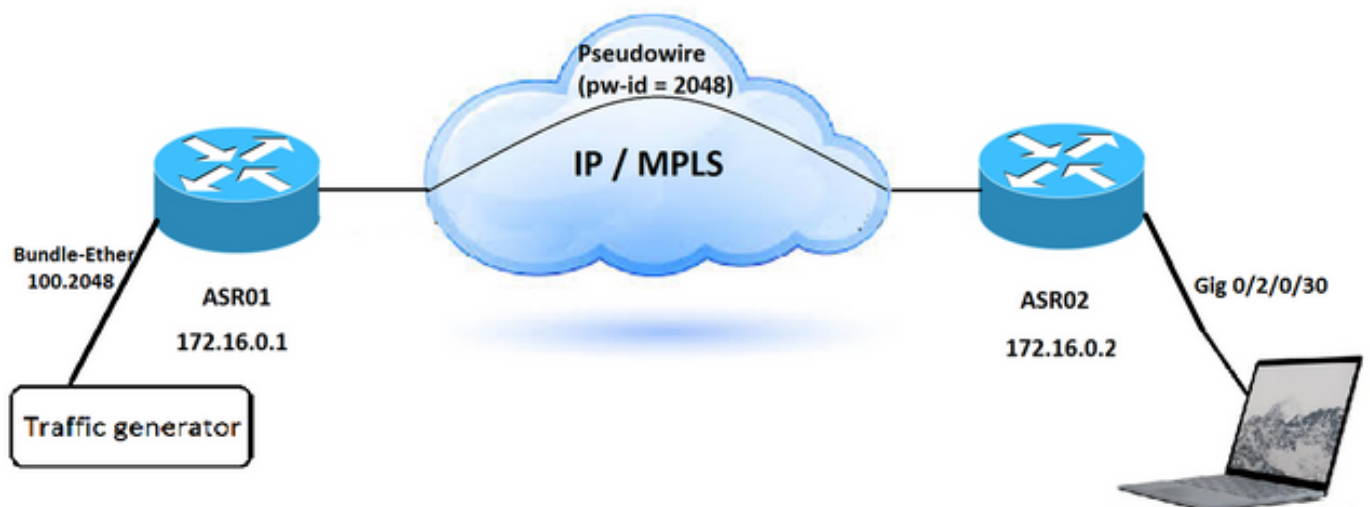 Pseudowire
(pw-id = 2048)
IP / MPLS
Bundle-Ether
100.2048
ASR01
172.16.0.1
ASR02
172.16.0.2
Gig 0/2/0/30
Traffic generator